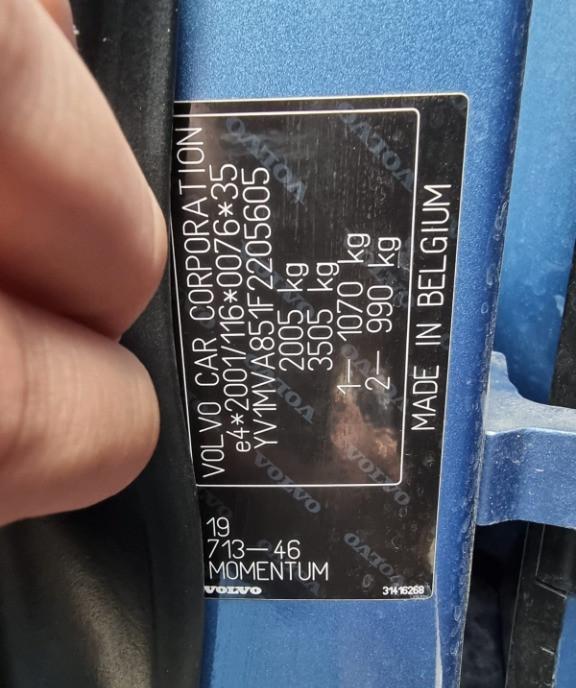 VOLVO CAR CORPORATION
e4*2001/116*0076*35
YV1MVA851F2205605
2005 kg
3505 kg
1– 1070 kg
2– 990 kg
MADE IN BELGIUM
19
713–46
MOMENTUM
VOLVO
31416268